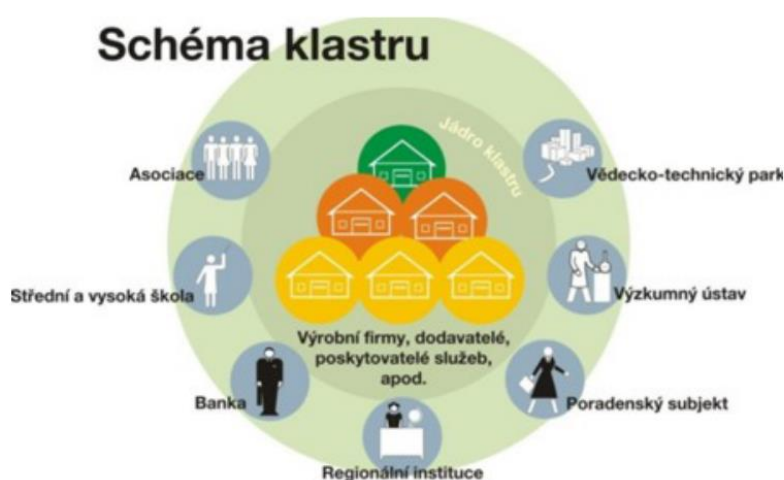 Schéma klastru
Jádro klastru
Asociace
Vědecko-technický park
Střední a vysoká škola
Výzkumný ústav
Výrobní firmy, dodavatelé,
poskytovatelé služeb,
apod.
Banka
Poradenský subjekt
Regionální instituce